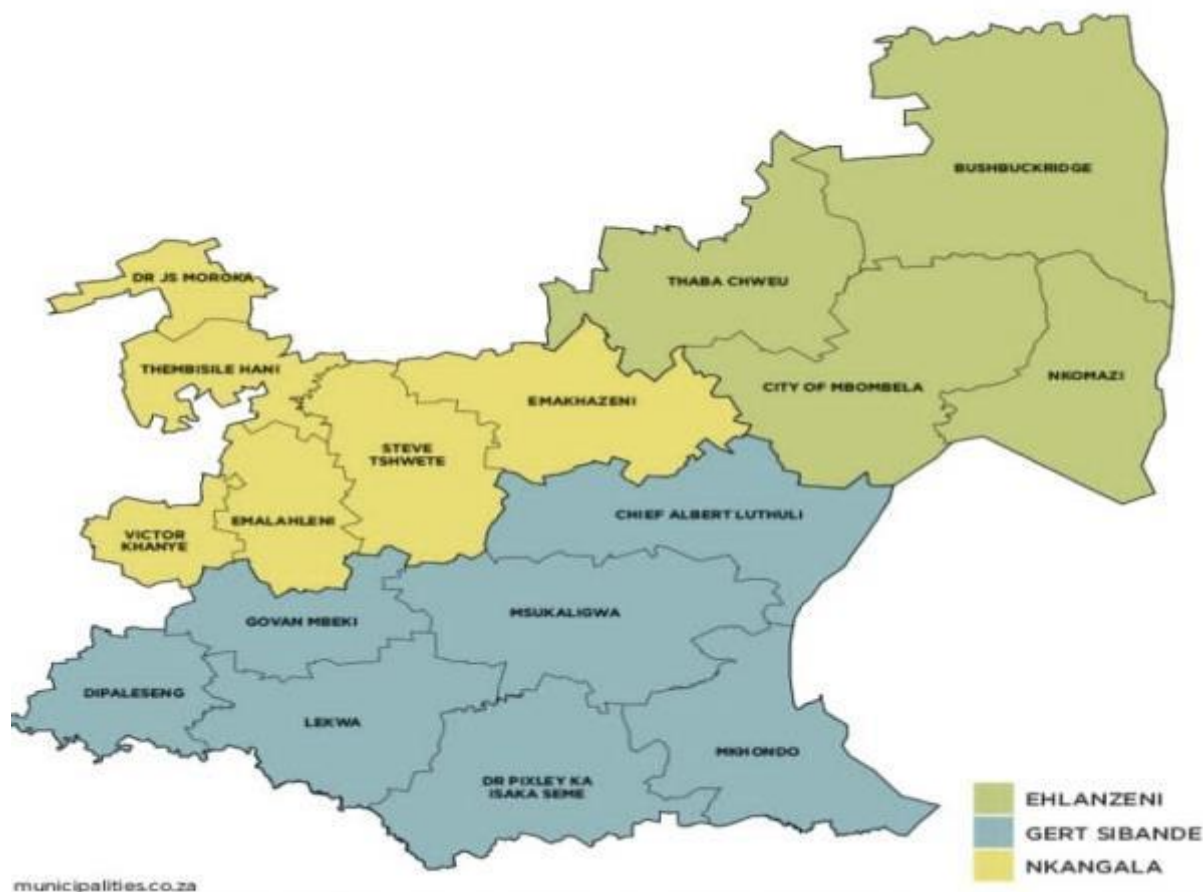 BUSHBUCKRIDGE
DR JS MOROKA
THABA CHWEU
THEMBISILE HANI
CITY OF MBOMBELA
NKOMAZI
EMAKHAZENI
STEVE
TSHWETE
CHIEF ALBERT LUTHULI
EMALAHLENI
VICTOR
KHANYE
GOVAN MBEKI
MSUKALIGWA
DIPALESENG
LEKWA
MKHONDO
DR PIXLEY KA
ISAKA SEME
EHLANZENI
GERT SIBANDE
NKANGALA
municipalities.co.za